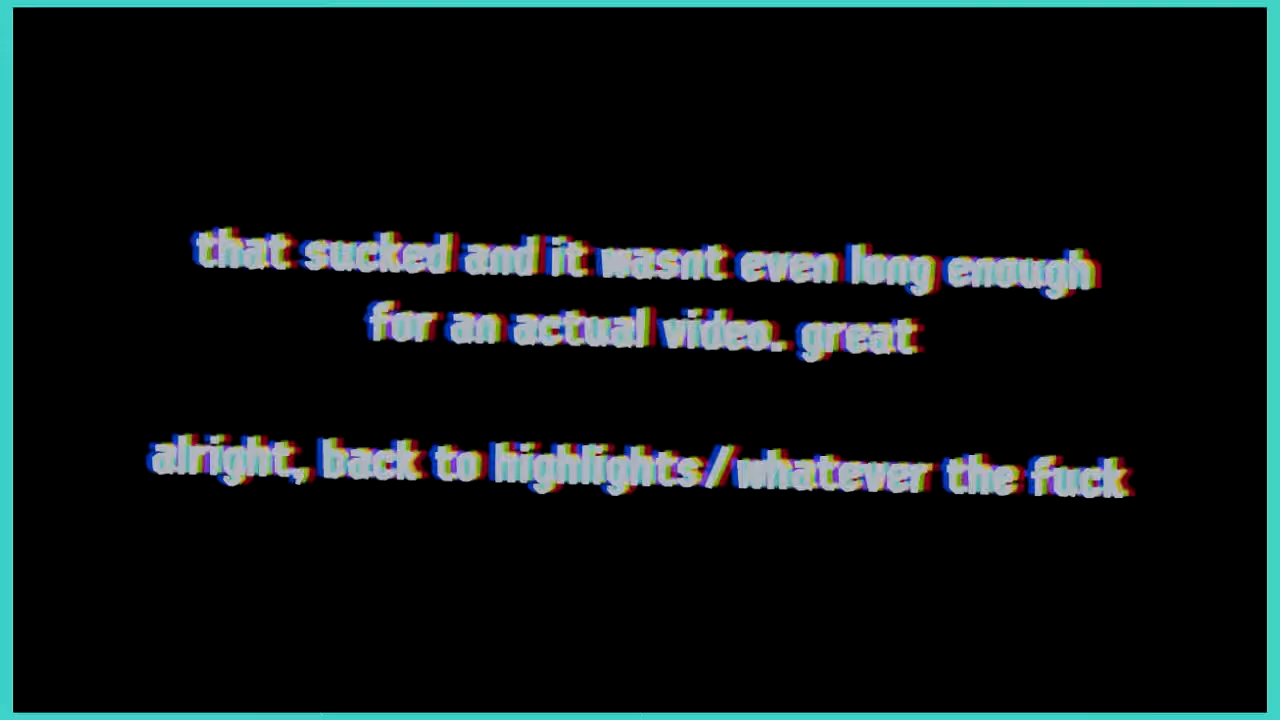 that sucked and it wasnt even long enough
for an actual video. great
alright, back to highlights/whatever the fuck